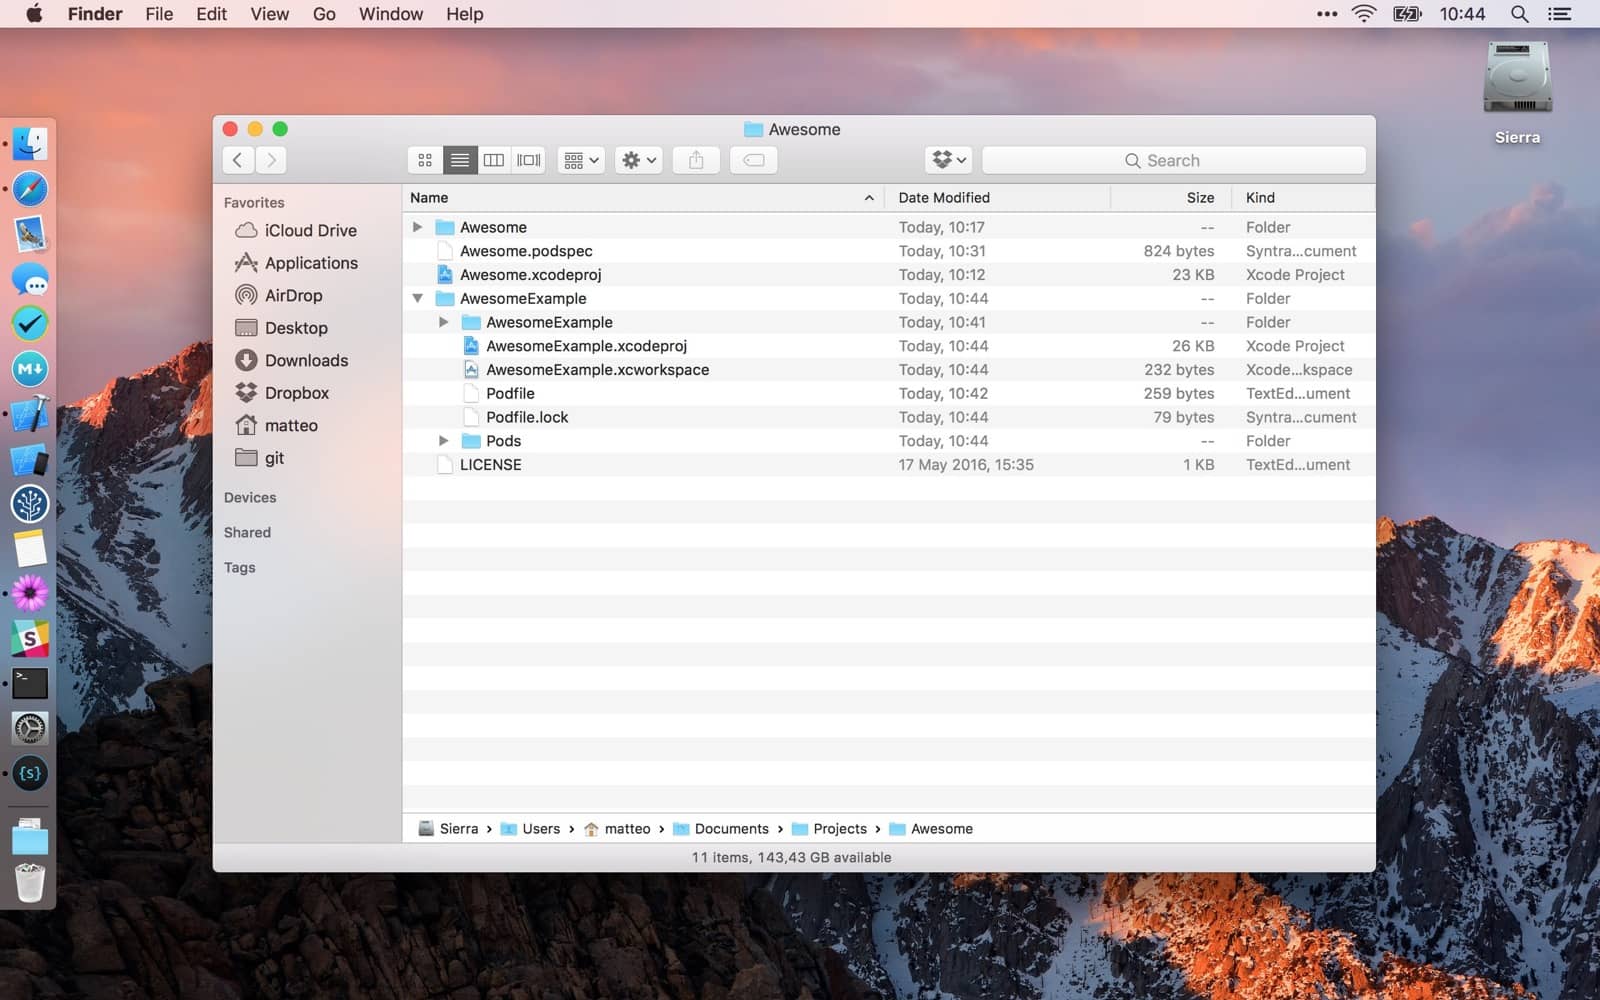 Finder File Edit View Go Window Help 10:44
Sierra
Awesome
Search
Favorites
iCloud Drive
Applications
AirDrop
Desktop
Downloads
Dropbox
matteo
git
Devices
Shared
Tags
Name Date Modified Size Kind
Awesome Today, 10:17 -- Folder
Awesome.podspec Today, 10:31 824 bytes Syntra...cument
Awesome.xcodeproj Today, 10:12 23 KB Xcode Project
AwesomeExample Today, 10:44 -- Folder
AwesomeExample Today, 10:41 -- Folder
AwesomeExample.xcodeproj Today, 10:44 26 KB Xcode Project
AwesomeExample.xcworkspace Today, 10:44 232 bytes Xcode...kspace
Podfile Today, 10:42 259 bytes TextEd...ument
Podfile.lock Today, 10:44 79 bytes Syntra...cument
Pods Today, 10:44 -- Folder
LICENSE 17 May 2016, 15:35 1 KB TextEd...ument
Sierra › Users › matteo › Documents › Projects › Awesome
11 items, 143,43 GB available
M↓
S
>_
{s}